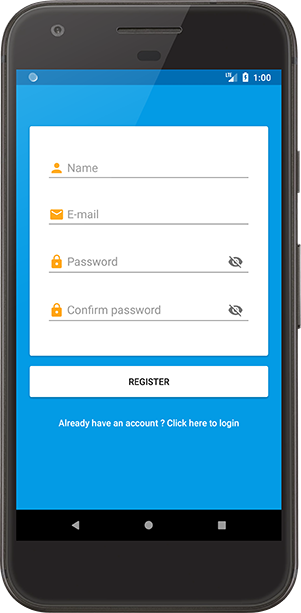 LTE 1:00
Name
E-mail
Password
Confirm password
REGISTER
Already have an account ? Click here to login